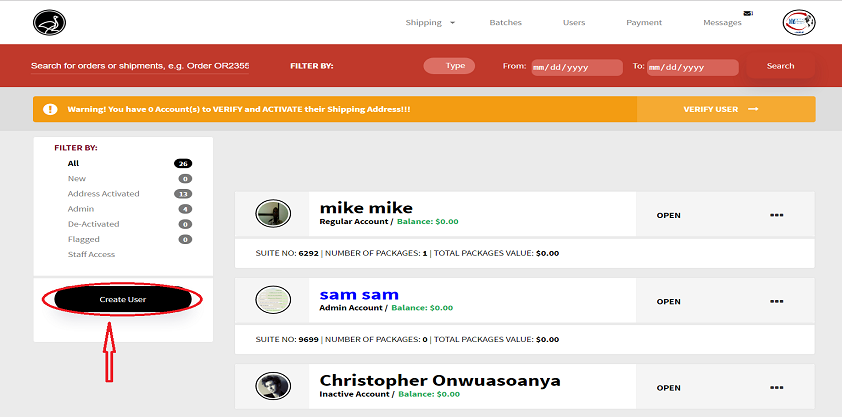 Shipping Batches Users Payment Messages
Search for orders or shipments, e.g. Order OR2355
FILTER BY:
Type
From: mm/dd/yyyy
To: mm/dd/yyyy
Search
Warning! You have 0 Account(s) to VERIFY and ACTIVATE their Shipping Address!!!
VERIFY USER
FILTER BY:
All 26
New 0
Address Activated 13
Admin 4
De-Activated 0
Flagged 0
Staff Access
Create User
mike mike
Regular Account / Balance: $0.00
OPEN
SUITE NO: 6292 | NUMBER OF PACKAGES: 1 | TOTAL PACKAGES VALUE: $0.00
sam sam
Admin Account / Balance: $0.00
OPEN
SUITE NO: 9699 | NUMBER OF PACKAGES: 0 | TOTAL PACKAGES VALUE: $0.00
Christopher Onwuasoanya
Inactive Account / Balance: $0.00
OPEN